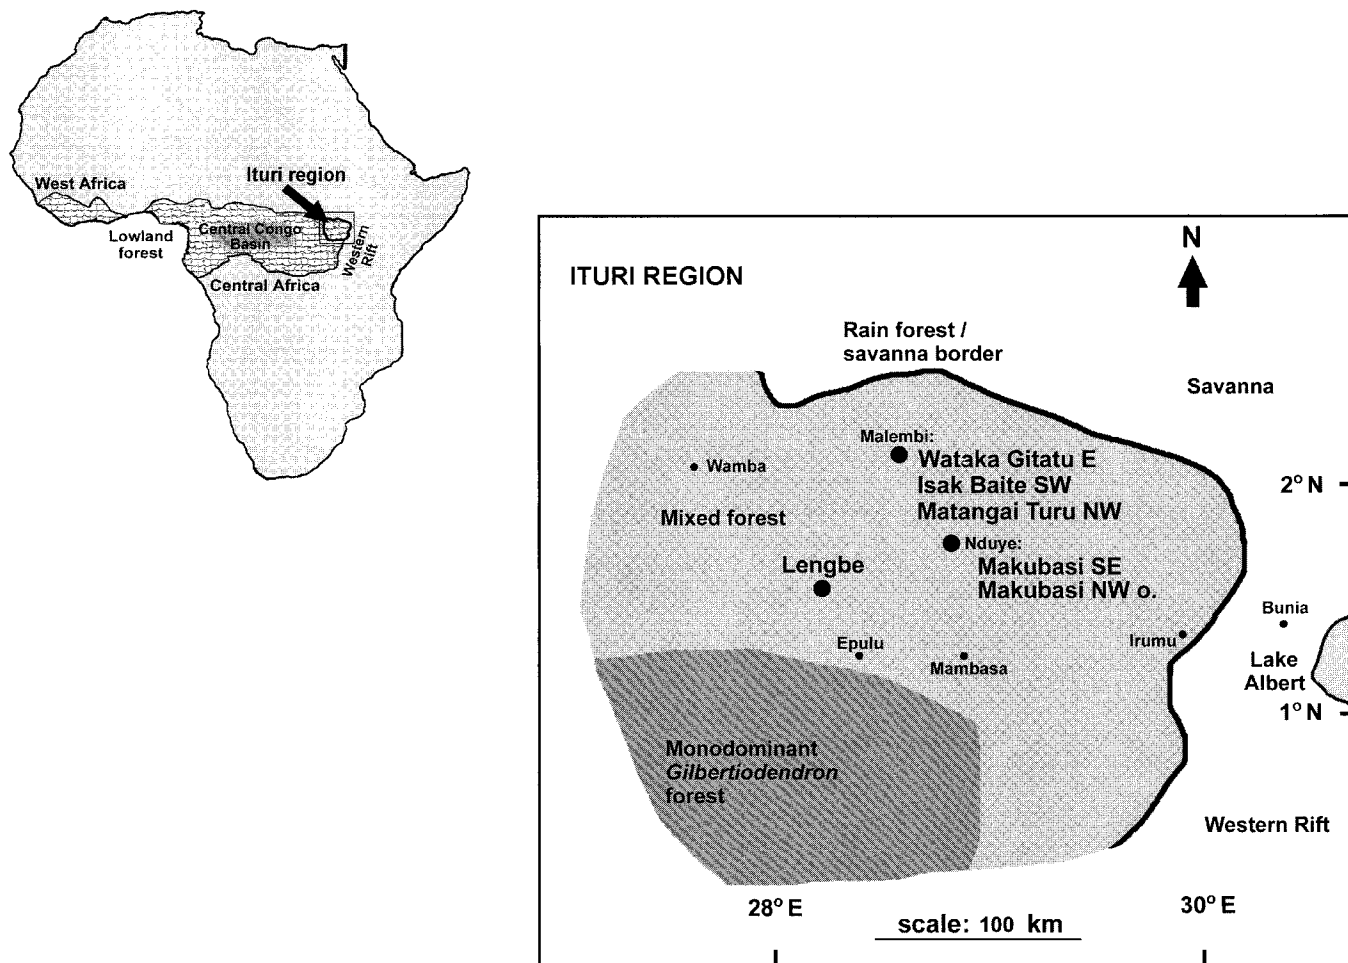 West Africa
Ituri region
Lowland
forest
Central Congo
Basin
Western
Rift
Central Africa
ITURI REGION
N
Rain forest /
savanna border
Savanna
Malembi:
Wataka Gitatu E
Isak Baite SW
Matangai Turu NW
Wamba
2° N
Mixed forest
Nduye:
Makubasi SE
Makubasi NW o.
Lengbe
Bunia
Irumu
Epulu
Mambasa
Lake
Albert
1° N
Monodominant
Gilbertiodendron
forest
Western Rift
28° E
30° E
scale: 100 km